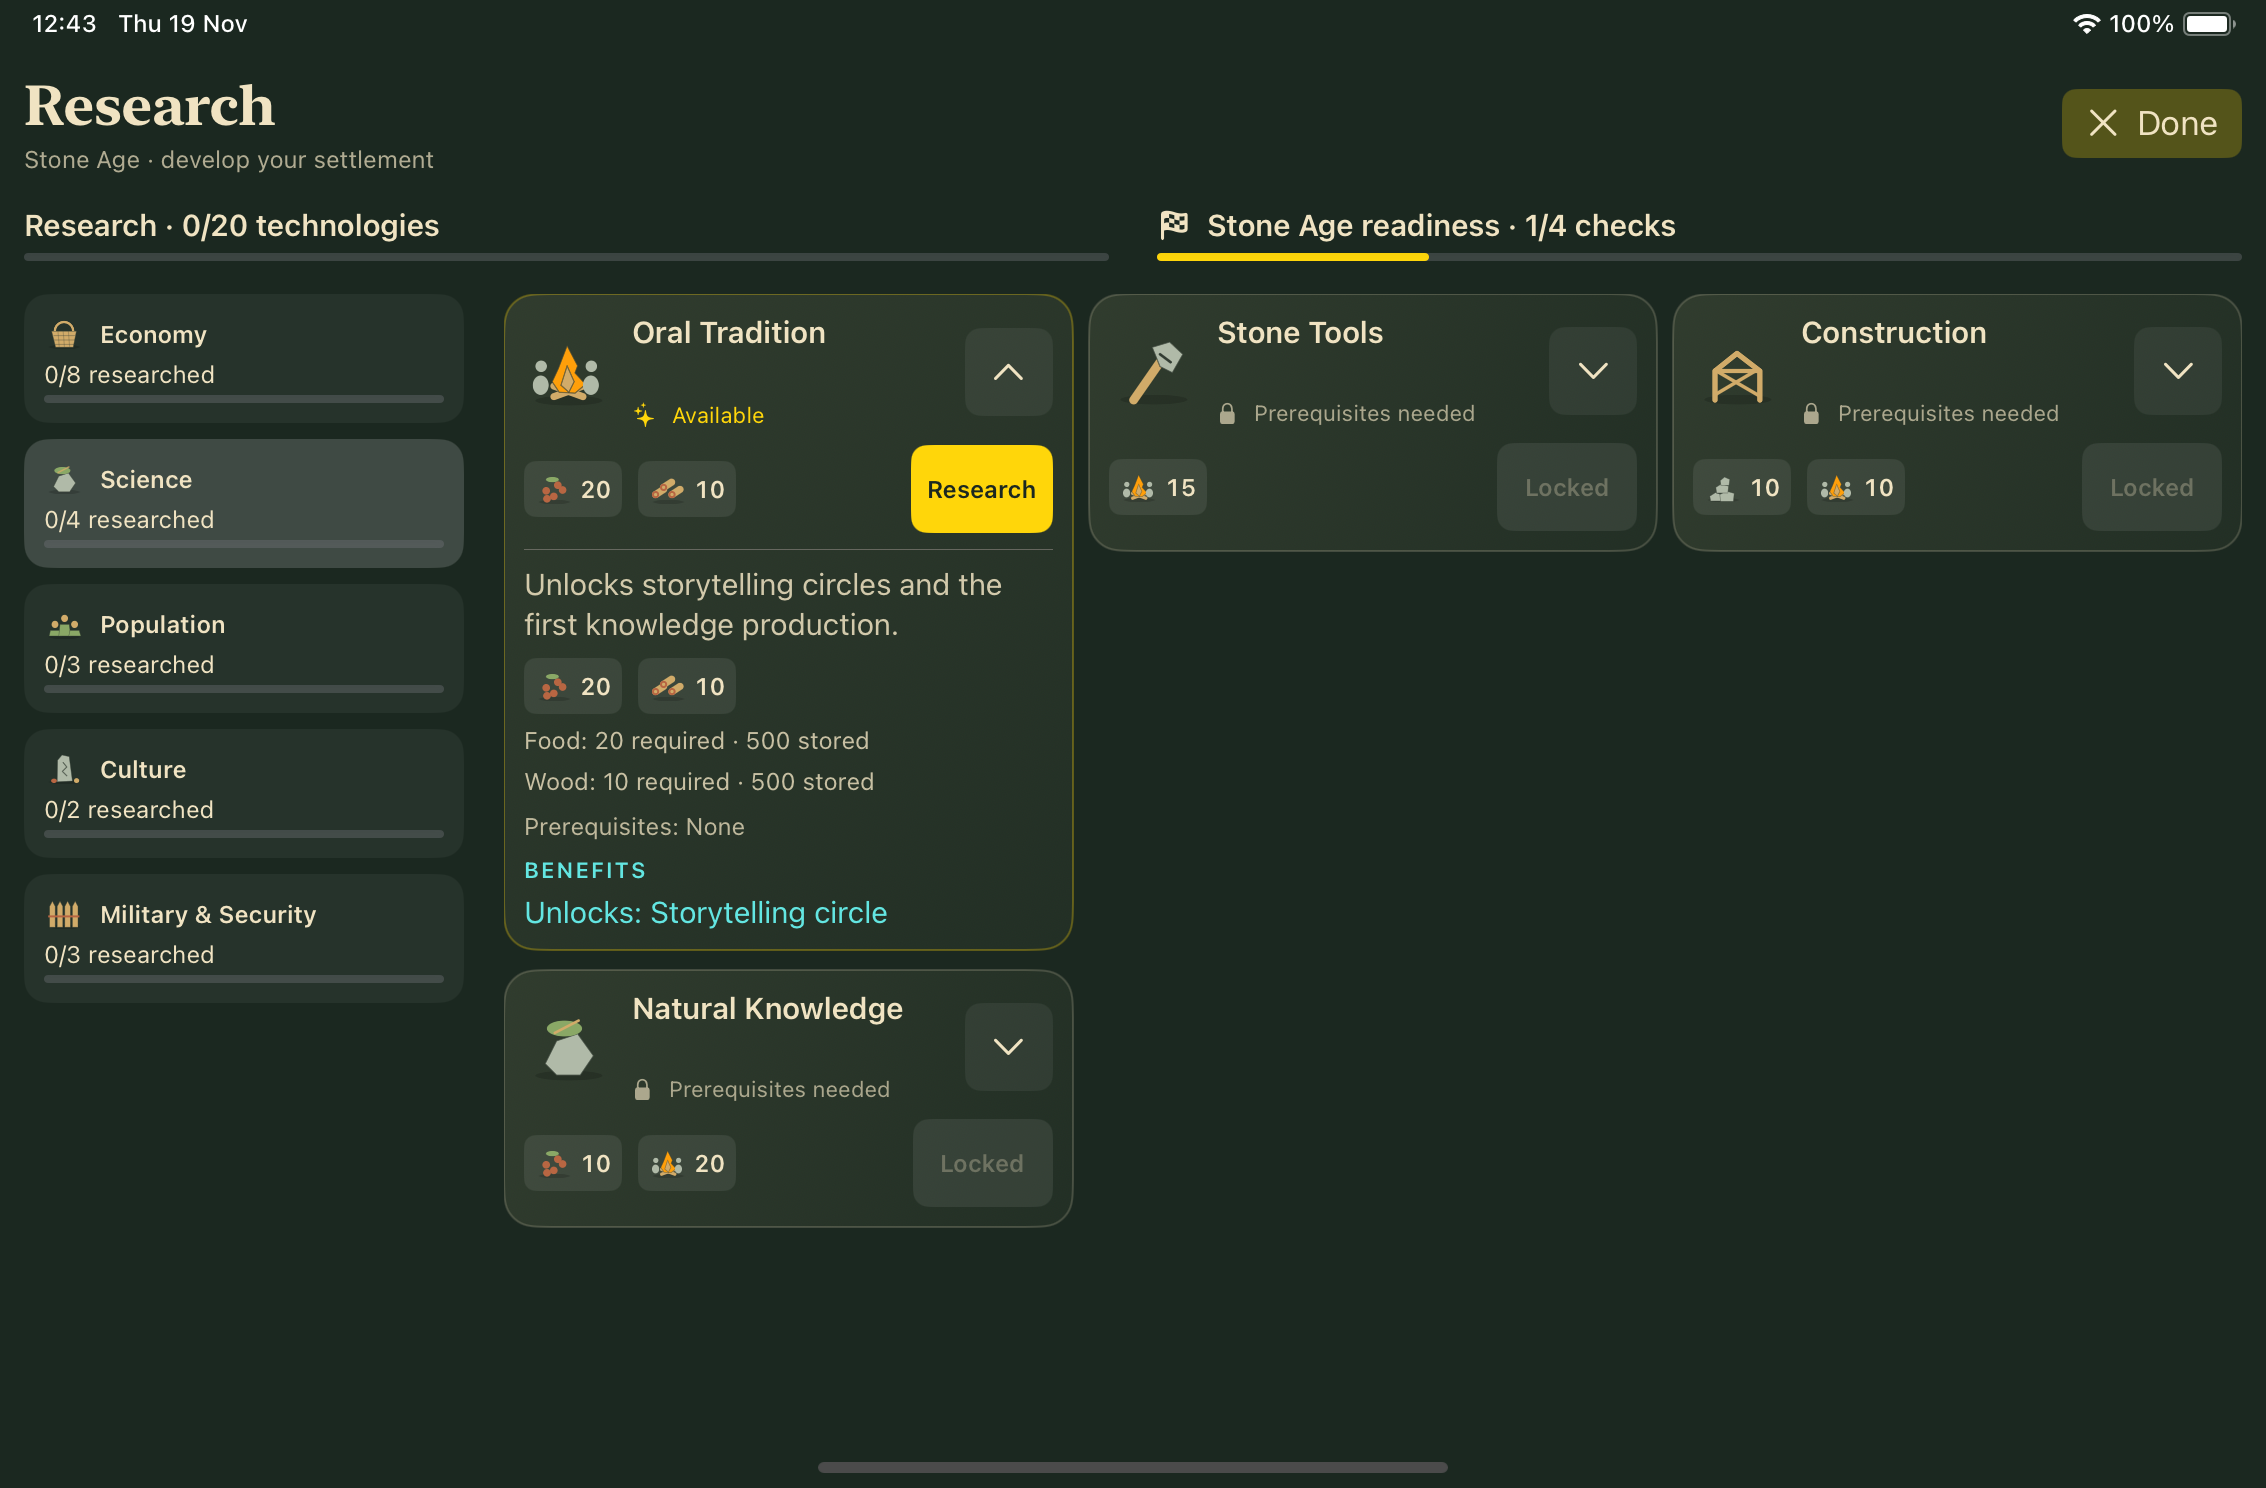 12:43 Thu 19 Nov
100%
Research
Stone Age · develop your settlement
Done
Research · 0/20 technologies
Stone Age readiness · 1/4 checks
Economy
0/8 researched
Science
0/4 researched
Population
0/3 researched
Culture
0/2 researched
Military & Security
0/3 researched
Oral Tradition
Available
20
10
Research
Unlocks storytelling circles and the
first knowledge production.
20
10
Food: 20 required · 500 stored
Wood: 10 required · 500 stored
Prerequisites: None
BENEFITS
Unlocks: Storytelling circle
Stone Tools
Prerequisites needed
15
Locked
Construction
Prerequisites needed
10
10
Locked
Natural Knowledge
Prerequisites needed
10
20
Locked